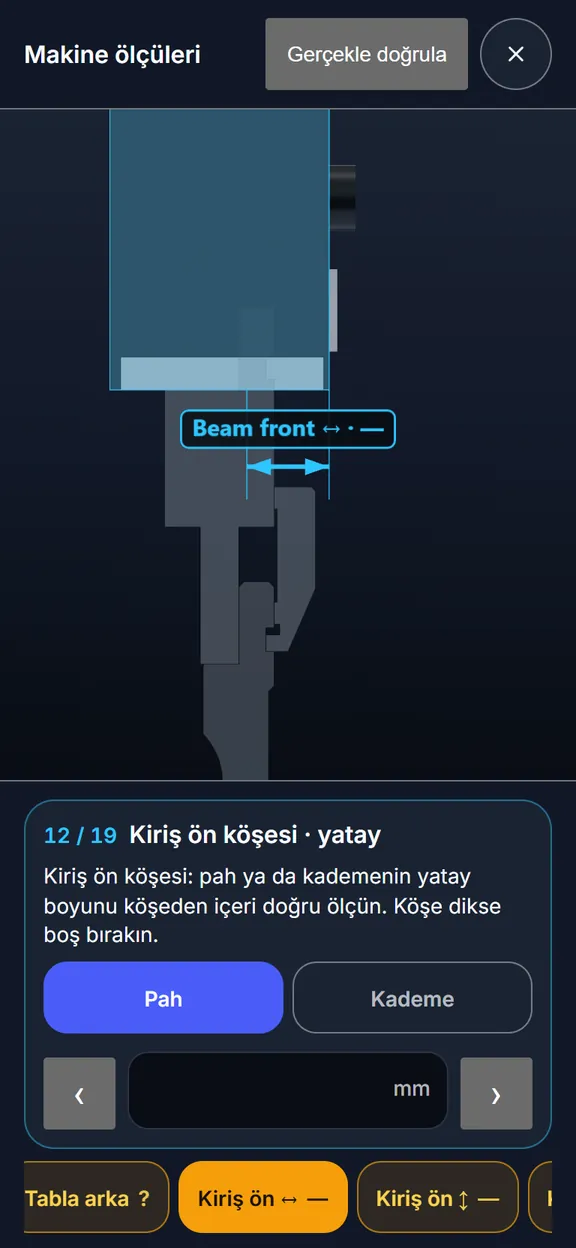 Makine ölçüleri
Gerçekle doğrula
×
Beam front ↔ · —
12 / 19 Kiriş ön köşesi · yatay
Kiriş ön köşesi: pah ya da kademenin yatay
boyunu köşeden içeri doğru ölçün. Köşe dikse
boş bırakın.
Pah
Kademe
‹
mm
›
Tabla arka ?
Kiriş ön ↔ —
Kiriş ön ↕ —